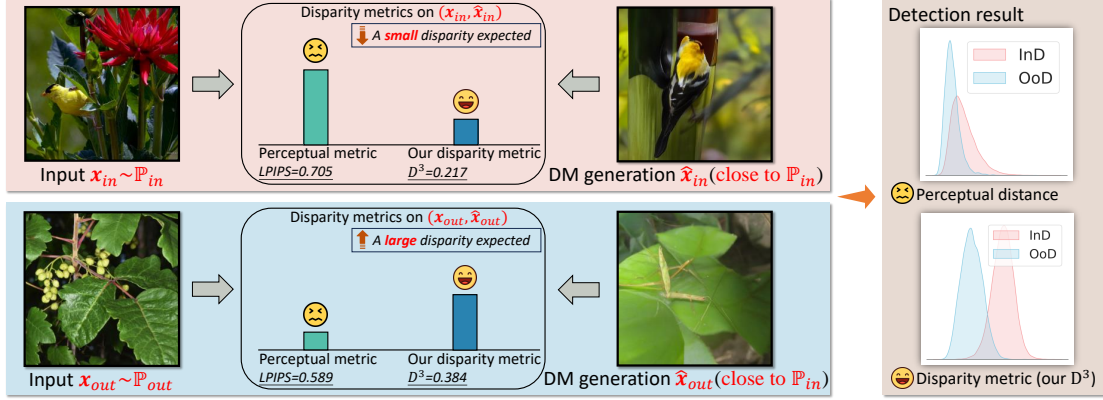 Disparity metrics on (x_in, x̂_in)
A small disparity expected
Perceptual metric
LPIPS=0.705
Our disparity metric
D³=0.217
Input x_in~ℙ_in
DM generation x̂_in(close to ℙ_in)
Disparity metrics on (x_out, x̂_out)
A large disparity expected
Perceptual metric
LPIPS=0.589
Our disparity metric
D³=0.384
Input x_out~ℙ_out
DM generation x̂_out(close to ℙ_in)
Detection result
InD
OoD
Perceptual distance
InD
OoD
Disparity metric (our D³)